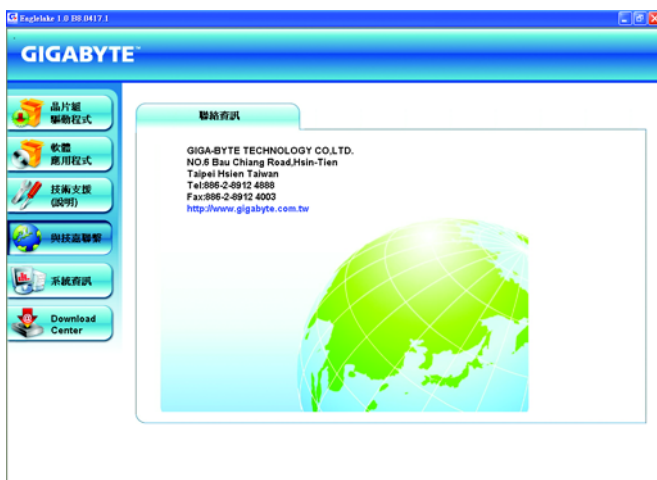 Eaglelake 1.0 B8.0417.1
GIGABYTE™
晶片組
驅動程式
軟體
應用程式
技術支援
(說明)
與技嘉聯繫
系統資訊
Download
Center
聯絡資訊
GIGA-BYTE TECHNOLOGY CO,LTD.
NO.6 Bau Chiang Road,Hsin-Tien
Taipei Hsien Taiwan
Tel:886-2-8912 4888
Fax:886-2-8912 4003
http://www.gigabyte.com.tw